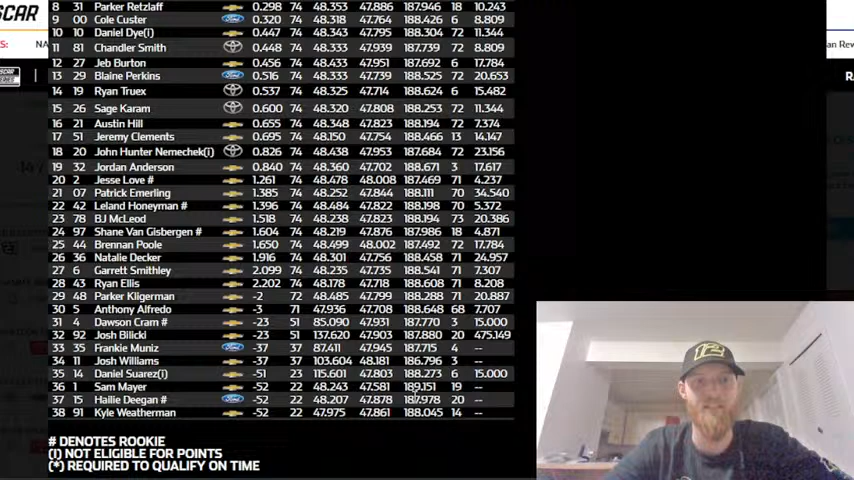 SCAR
S:
NA
an Rev
R
8 31 Parker Retzlaff 0.298 74 48.353 47.886 187.946 18 10.243
9 00 Cole Custer Ford 0.320 74 48.318 47.764 188.426 6 8.809
10 10 Daniel Dye(i) 0.447 74 48.343 47.795 188.304 72 11.344
11 81 Chandler Smith 0.448 74 48.333 47.939 187.739 72 8.809
12 27 Jeb Burton 0.456 74 48.433 47.951 187.692 6 17.784
13 29 Blaine Perkins Ford 0.516 74 48.333 47.739 188.525 72 20.653
14 19 Ryan Truex 0.537 74 48.325 47.714 188.624 6 15.482
15 26 Sage Karam 0.600 74 48.320 47.808 188.253 72 11.344
16 21 Austin Hill 0.655 74 48.348 47.823 188.194 72 7.374
17 51 Jeremy Clements 0.695 74 48.150 47.754 188.466 13 14.147
18 20 John Hunter Nemechek(i) 0.826 74 48.438 47.953 187.684 72 23.156
19 32 Jordan Anderson 0.840 74 48.360 47.702 188.671 3 17.617
20 2 Jesse Love # 1.261 74 48.478 48.008 187.469 71 4.237
21 07 Patrick Emerling 1.385 74 48.252 47.844 188.111 70 34.540
22 42 Leland Honeyman # 1.396 74 48.484 47.822 188.198 70 5.372
23 78 BJ McLeod 1.518 74 48.238 47.823 188.194 73 20.386
24 97 Shane Van Gisbergen # 1.604 74 48.219 47.876 187.986 18 4.871
25 44 Brennan Poole 1.650 74 48.499 48.002 187.492 72 17.784
26 36 Natalie Decker 1.916 74 48.301 47.756 188.458 71 24.957
27 6 Garrett Smithley 2.099 74 48.235 47.735 188.541 71 7.307
28 43 Ryan Ellis 2.202 74 48.178 47.718 188.608 71 8.208
29 48 Parker Kligerman -2 72 48.485 47.799 188.288 71 20.887
30 5 Anthony Alfredo -3 71 47.936 47.708 188.648 68 7.707
31 4 Dawson Cram # -23 51 85.090 47.931 187.770 3 15.000
32 92 Josh Bilicki -23 51 137.620 47.903 187.880 20 475.149
33 35 Frankie Muniz Ford -37 37 87.411 47.945 187.715 4 --
34 11 Josh Williams -37 37 103.604 48.181 186.796 3 --
35 14 Daniel Suarez(i) -51 23 115.601 47.803 188.273 6 15.000
36 1 Sam Mayer -52 22 48.243 47.581 189.151 19 --
37 15 Hailie Deegan # Ford -52 22 48.207 47.878 187.978 20 --
38 91 Kyle Weatherman -52 22 47.975 47.861 188.045 14 --
# DENOTES ROOKIE
(i) NOT ELIGIBLE FOR POINTS
(*) REQUIRED TO QUALIFY ON TIME